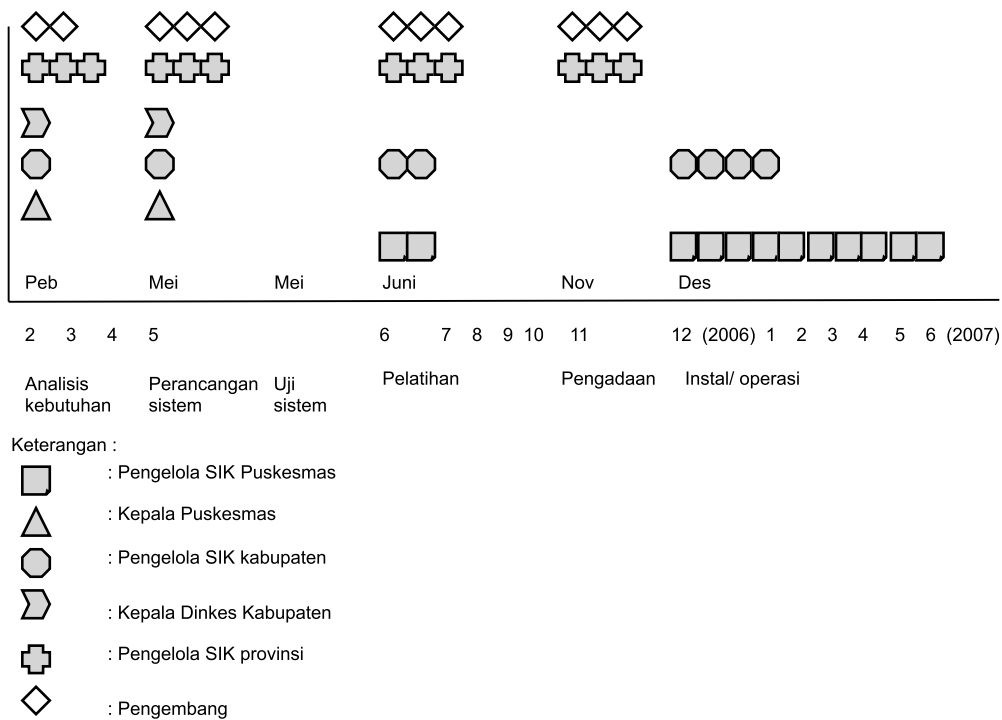 Peb Mei Mei Juni Nov Des
2 3 4 5 6 7 8 9 10 11 12 (2006) 1 2 3 4 5 6 (2007)
Analisis kebutuhan
Perancangan sistem
Uji sistem
Pelatihan
Pengadaan
Instal/ operasi
Keterangan :
: Pengelola SIK Puskesmas
: Kepala Puskesmas
: Pengelola SIK kabupaten
: Kepala Dinkes Kabupaten
: Pengelola SIK provinsi
: Pengembang